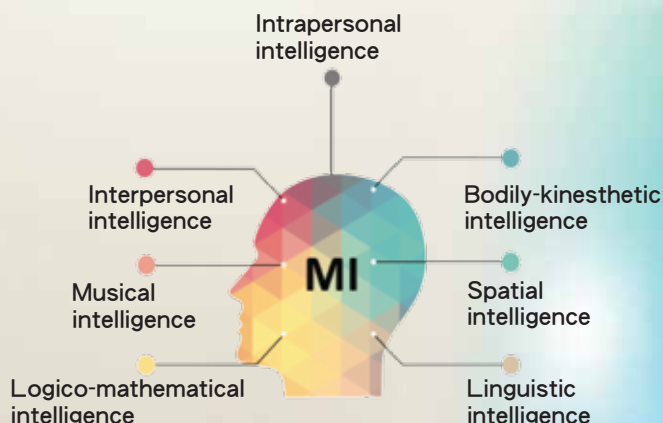 Intrapersonal
intelligence
Interpersonal
intelligence
Bodily-kinesthetic
intelligence
MI
Musical
intelligence
Spatial
intelligence
Logico-mathematical
intelligence
Linguistic
intelligence